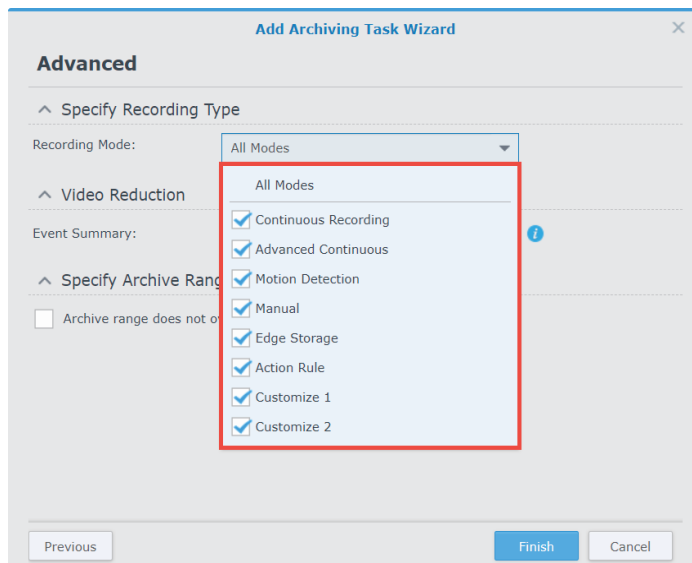 Add Archiving Task Wizard
Advanced
Specify Recording Type
Recording Mode:
All Modes
All Modes
Video Reduction
Continuous Recording
Event Summary:
Advanced Continuous
Specify Archive Rang
Motion Detection
Archive range does not o
Manual
Edge Storage
Action Rule
Customize 1
Customize 2
Previous
Finish
Cancel